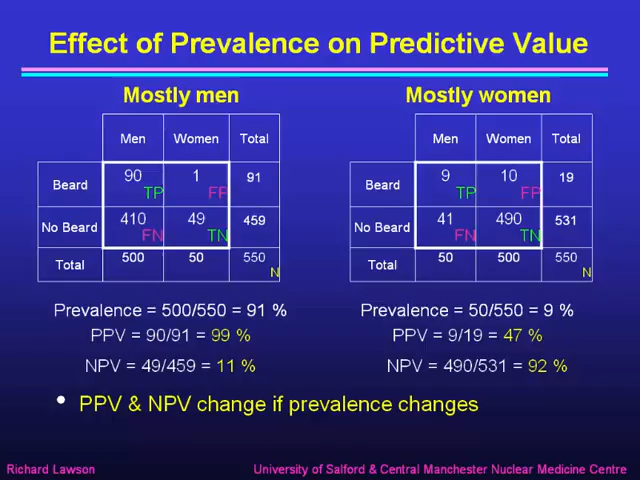 Effect of Prevalence on Predictive Value
Mostly men
Men Women Total
Beard 90 TP 1 FP 91
No Beard 410 FN 49 TN 459
Total 500 50 550 N
Prevalence = 500/550 = 91 %
PPV = 90/91 = 99 %
NPV = 49/459 = 11 %
Mostly women
Men Women Total
Beard 9 TP 10 FP 19
No Beard 41 FN 490 TN 531
Total 50 500 550 N
Prevalence = 50/550 = 9 %
PPV = 9/19 = 47 %
NPV = 490/531 = 92 %
• PPV & NPV change if prevalence changes
Richard Lawson
University of Salford & Central Manchester Nuclear Medicine Centre